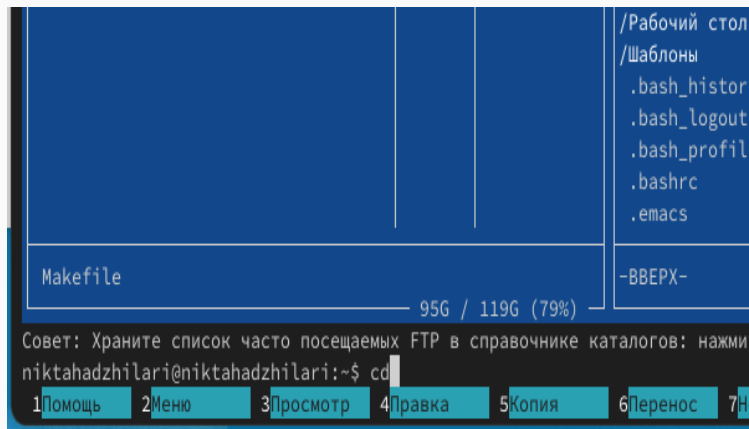 /Рабочий стол
/Шаблоны
.bash_histor
.bash_logout
.bash_profil
.bashrc
.emacs
Makefile
-ВВЕРХ-
95G / 119G (79%)
Совет: Храните список часто посещаемых FTP в справочнике каталогов: нажми
niktahadzhilari@niktahadzhilari:~$ cd
1Помощь 2Меню 3Просмотр 4Правка 5Копия 6Перенос 7Н